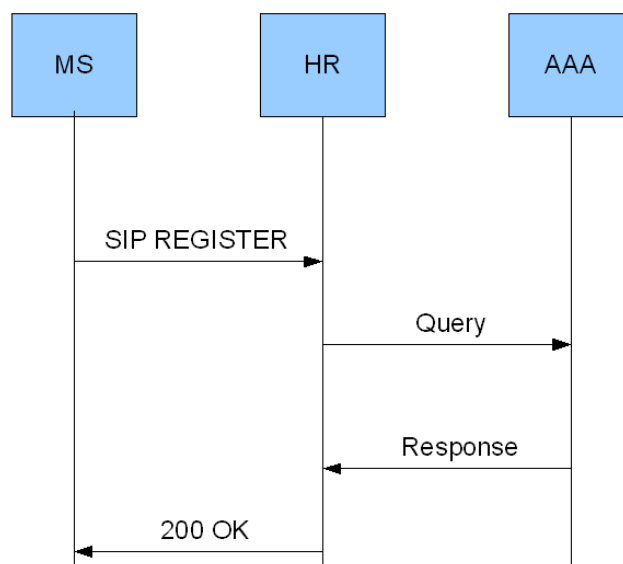 MS
HR
AAA
SIP REGISTER
Query
Response
200 OK